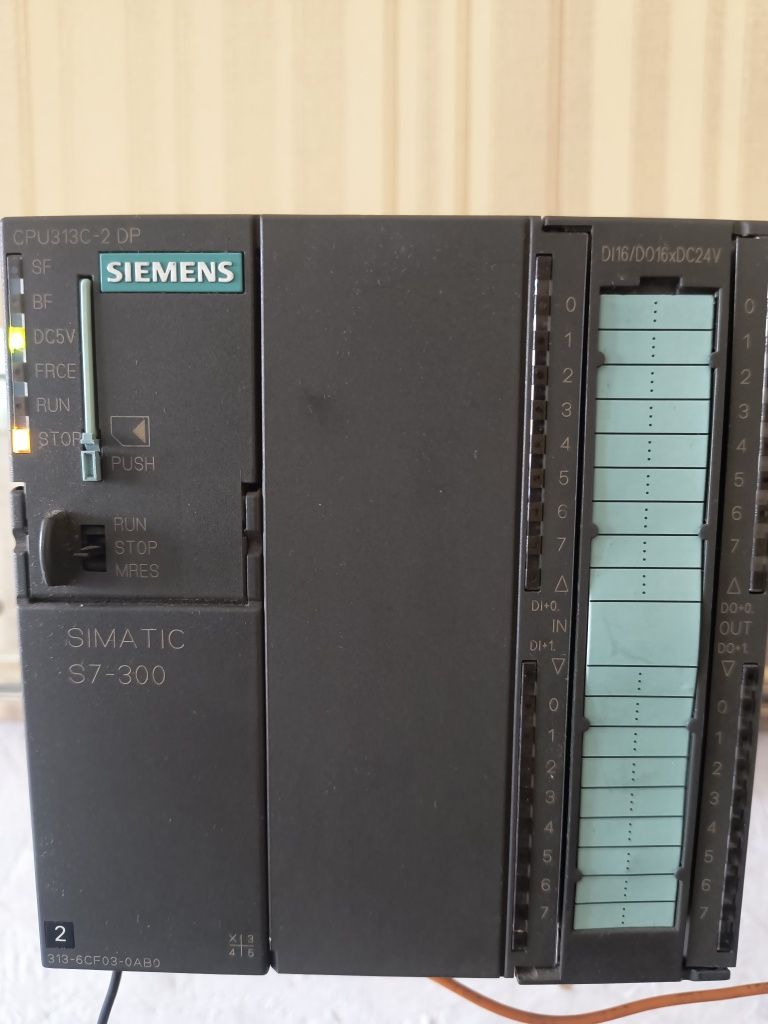 CPU313C-2 DP
SIEMENS
SF
BF
DC5V
FRCE
RUN
STOP
PUSH
RUN
STOP
MRES
SIMATIC
S7-300
2
X 3
4 5
313-6CF03-0AB0
DI16/DO16xDC24V
0
1
2
3
4
5
6
7
DI+0.
IN
DI+1.
0
1
2
3
4
5
6
7
0
1
2
3
4
5
6
7
DO+0.
OUT
DO+1.
0
1
2
3
4
5
6
7